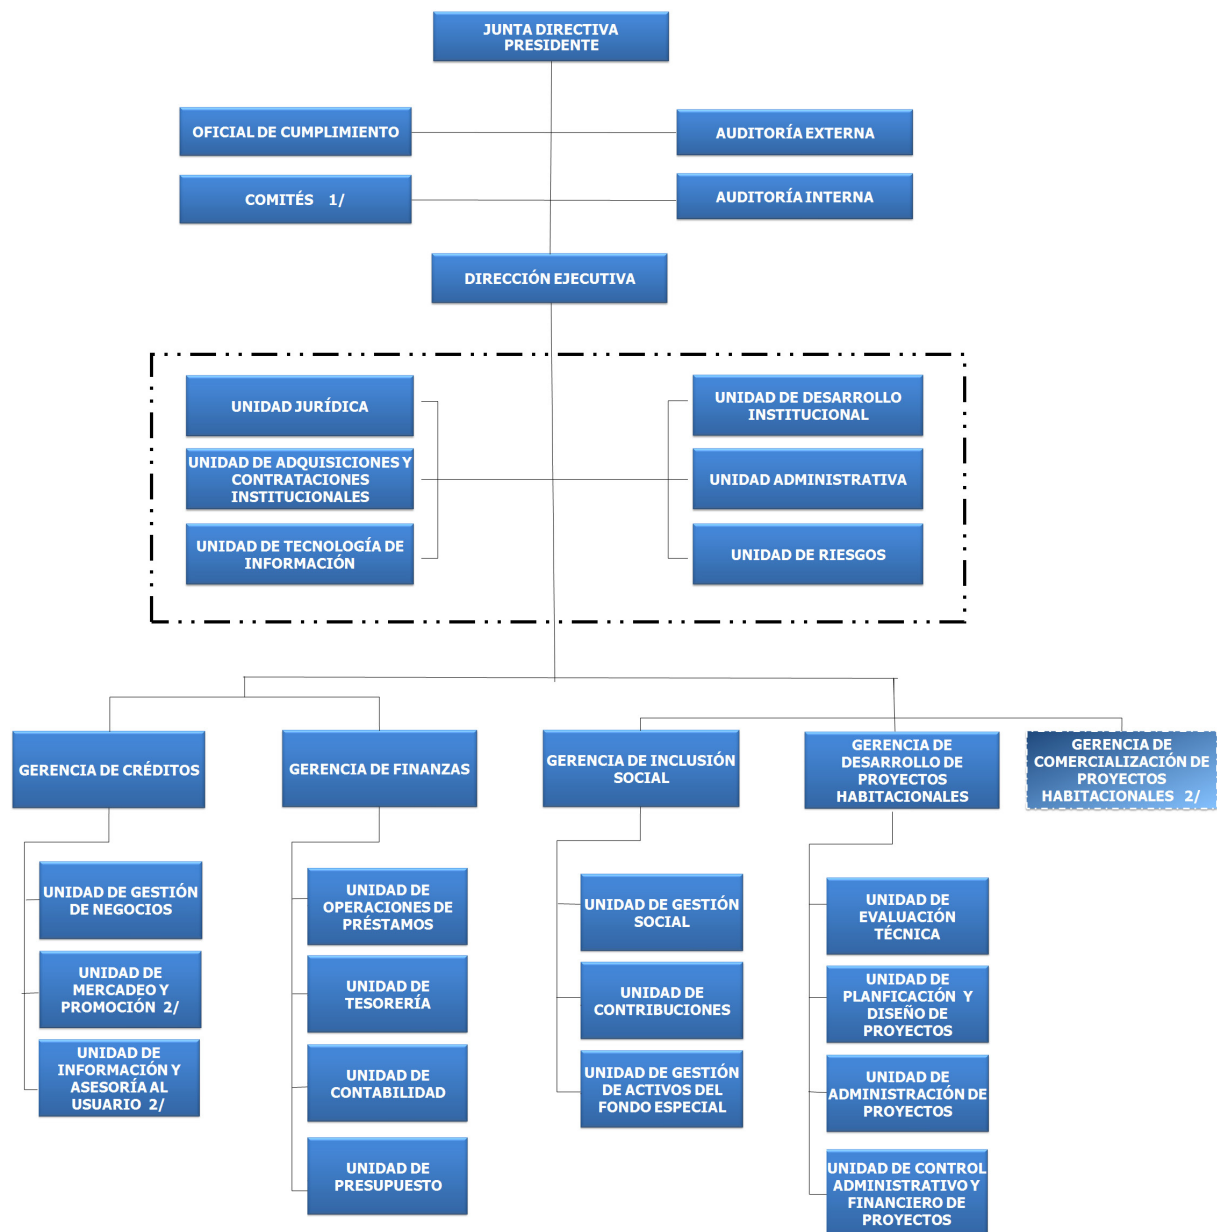 JUNTA DIRECTIVA
PRESIDENTE
OFICIAL DE CUMPLIMIENTO
AUDITORÍA EXTERNA
COMITÉS 1/
AUDITORÍA INTERNA
DIRECCIÓN EJECUTIVA
UNIDAD JURÍDICA
UNIDAD DE DESARROLLO
INSTITUCIONAL
UNIDAD DE ADQUISICIONES Y
CONTRATACIONES
INSTITUCIONALES
UNIDAD ADMINISTRATIVA
UNIDAD DE TECNOLOGÍA DE
INFORMACIÓN
UNIDAD DE RIESGOS
GERENCIA DE CRÉDITOS
GERENCIA DE FINANZAS
GERENCIA DE INCLUSIÓN
SOCIAL
GERENCIA DE
DESARROLLO DE
PROYECTOS
HABITACIONALES
GERENCIA DE
COMERCIALIZACIÓN DE
PROYECTOS
HABITACIONALES 2/
UNIDAD DE GESTIÓN
DE NEGOCIOS
UNIDAD DE
MERCADEO Y
PROMOCIÓN 2/
UNIDAD DE
INFORMACIÓN Y
ASESORÍA AL
USUARIO 2/
UNIDAD DE
OPERACIONES DE
PRÉSTAMOS
UNIDAD DE
TESORERÍA
UNIDAD DE
CONTABILIDAD
UNIDAD DE
PRESUPUESTO
UNIDAD DE GESTIÓN
SOCIAL
UNIDAD DE
CONTRIBUCIONES
UNIDAD DE GESTIÓN
DE ACTIVOS DEL
FONDO ESPECIAL
UNIDAD DE
EVALUACIÓN
TÉCNICA
UNIDAD DE
PLANFICACIÓN Y
DISEÑO DE
PROYECTOS
UNIDAD DE
ADMINISTRACIÓN DE
PROYECTOS
UNIDAD DE CONTROL
ADMINISTRATIVO Y
FINANCIERO DE
PROYECTOS